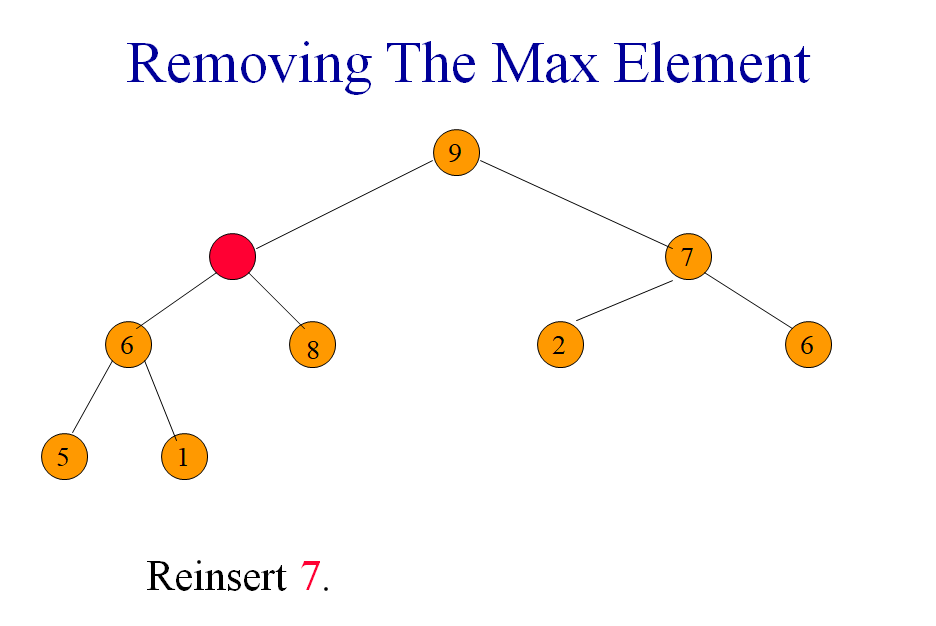 Removing The Max Element
9
7
6 8 2 6
5 1
Reinsert 7.